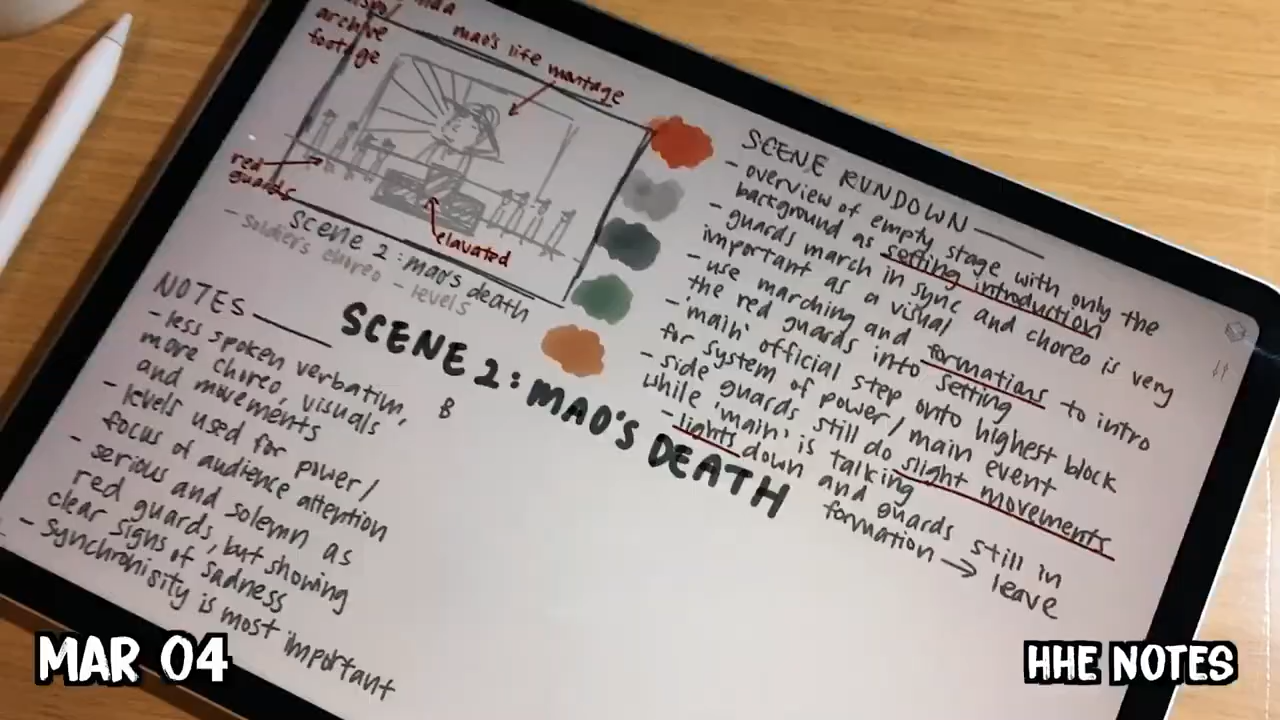 archive
footage
mao's life montage
red
guards
elavated
scene 2: maos death
- soldiers choreo - levels
NOTES
- less spoken verbatim,
more choreo, visuals
and movements
- levels used for power/
focus of audience attention
- serious and solemn as
red guards, but showing
clear signs of sadness
- synchronisity is most important
SCENE 2: MAO'S DEATH
B
SCENE RUNDOWN
- overview of empty stage with only the
background as setting introduction
- guards march in sync and choreo is very
important as a visual
- use marching and formations to intro
the red guards into setting
- 'main' official step onto highest block
for system of power/main event
- side guards still do slight movements
while 'main' is talking
- lights down and guards still in
formation → leave
MAR 04
HHE NOTES